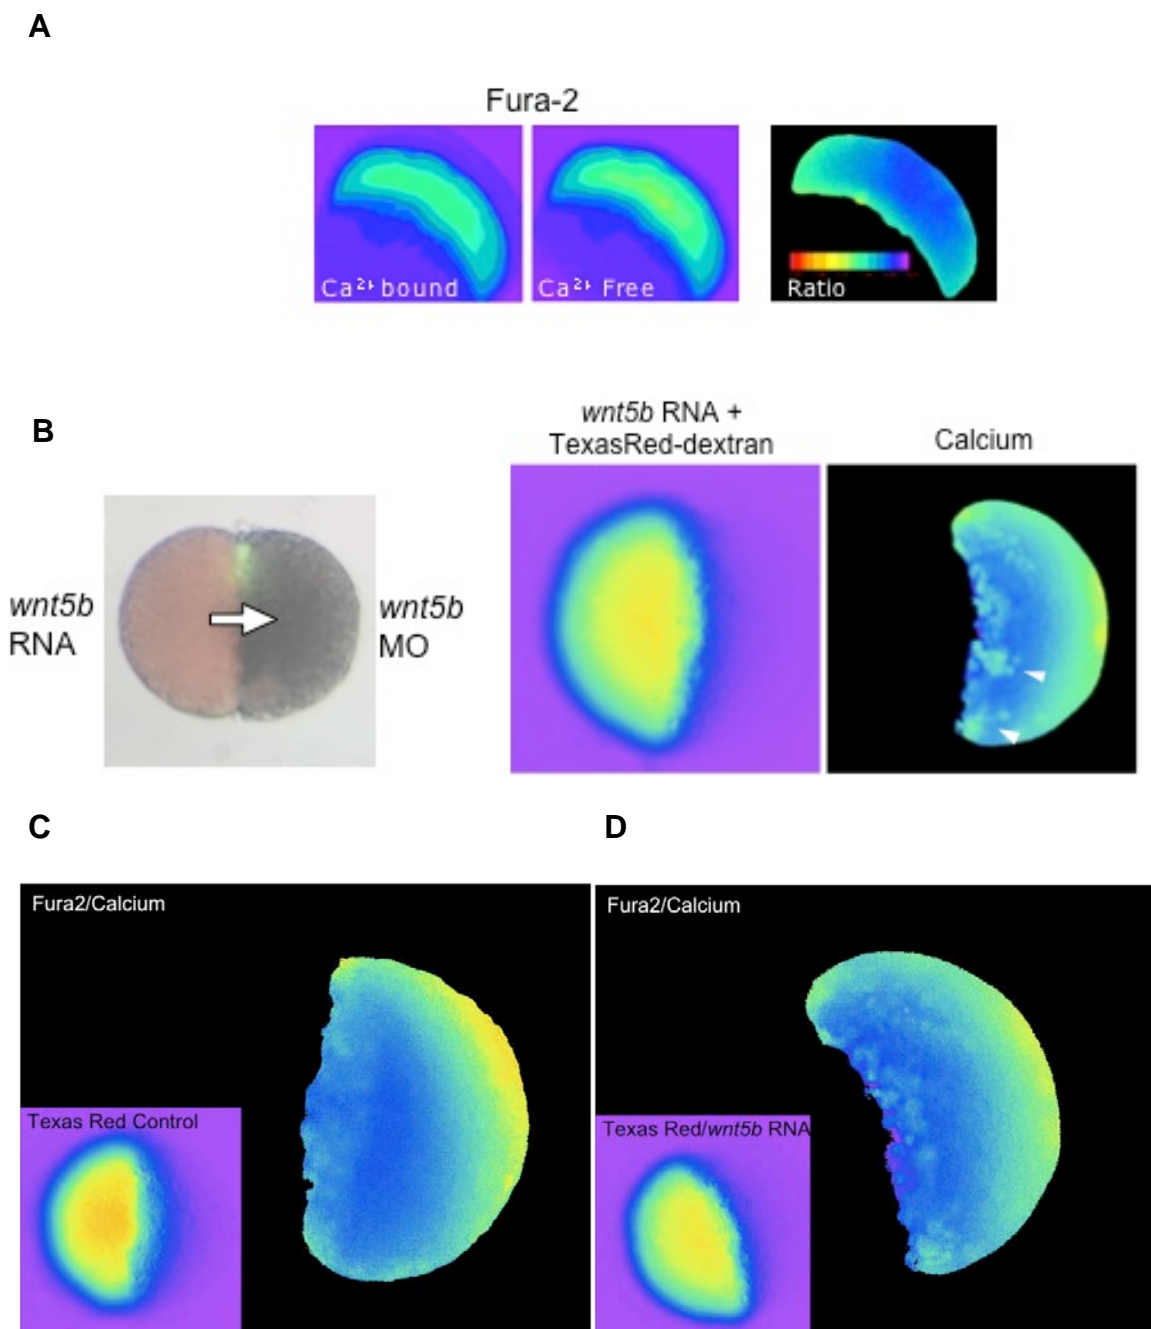 A
Fura-2
Ca²⁺ bound
Ca²⁺ Free
Ratio
B
wnt5b RNA +
TexasRed-dextran
Calcium
wnt5b
RNA
wnt5b
MO
C
D
Fura2/Calcium
Fura2/Calcium
Texas Red Control
Texas Red/wnt5b RNA